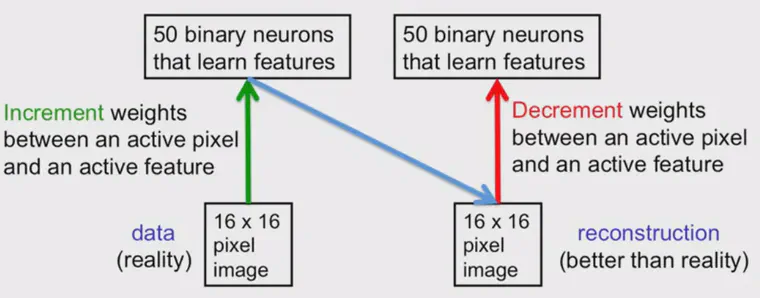 50 binary neurons
that learn features
50 binary neurons
that learn features
Increment weights
between an active pixel
and an active feature
Decrement weights
between an active pixel
and an active feature
data
(reality)
16 x 16
pixel
image
16 x 16
pixel
image
reconstruction
(better than reality)